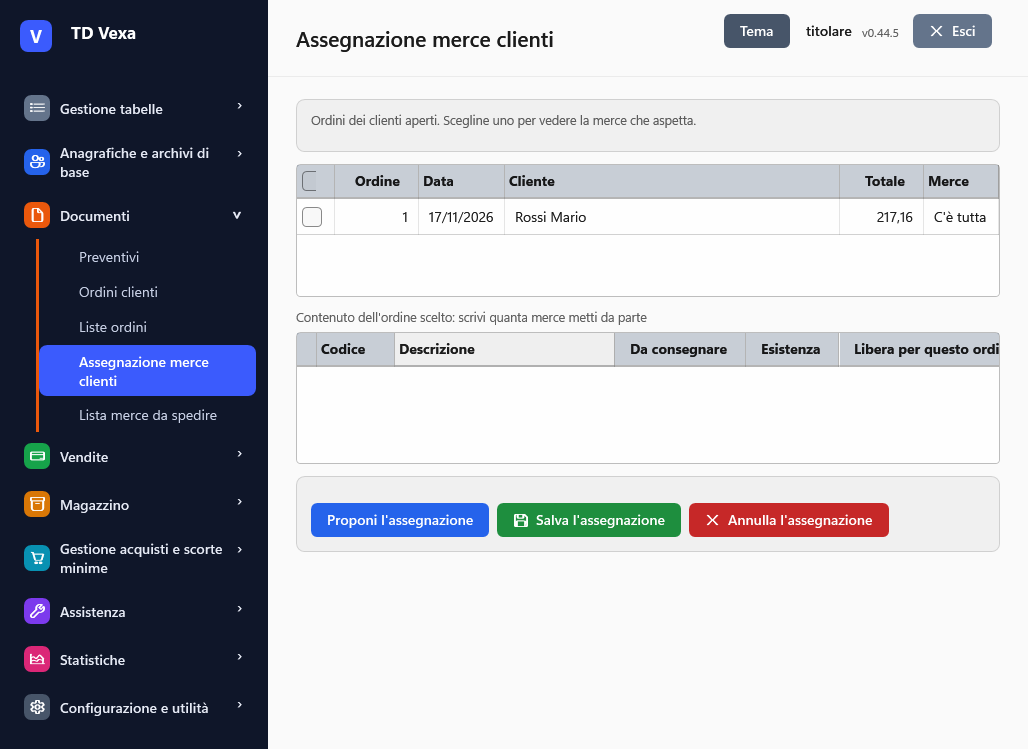 V
TD Vexa
Gestione tabelle
Anagrafiche e archivi di
base
Documenti
Preventivi
Ordini clienti
Liste ordini
Assegnazione merce
clienti
Lista merce da spedire
Vendite
Magazzino
Gestione acquisti e scorte
minime
Assistenza
Statistiche
Configurazione e utilità
Assegnazione merce clienti
Tema titolare v0.44.5 Esci
Ordini dei clienti aperti. Scegline uno per vedere la merce che aspetta.
Ordine Data Cliente Totale Merce
1 17/11/2026 Rossi Mario 217,16 C'è tutta
Contenuto dell'ordine scelto: scrivi quanta merce metti da parte
Codice Descrizione Da consegnare Esistenza Libera per questo ordi
Proponi l'assegnazione Salva l'assegnazione Annulla l'assegnazione